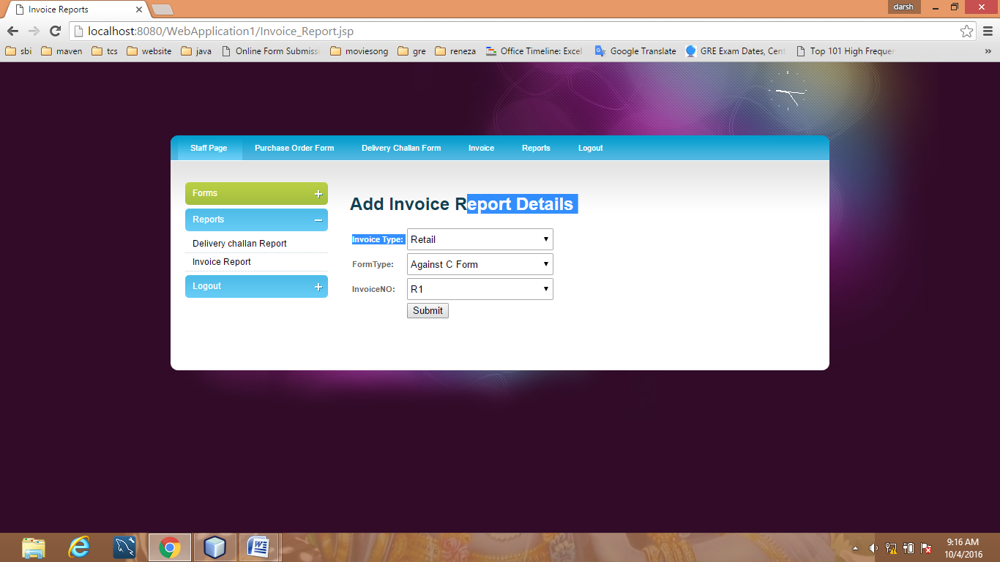 Invoice Reports
darsh
localhost:8080/WebApplication1/Invoice_Report.jsp
sbi maven tcs website java Online Form Submissi moviesong gre reneza Office Timeline: Excel Google Translate GRE Exam Dates, Cent Top 101 High Frequer
Staff Page Purchase Order Form Delivery Challan Form Invoice Reports Logout
Forms
Reports
Delivery challan Report
Invoice Report
Logout
Add Invoice Report Details
Invoice Type: Retail
FormType: Against C Form
InvoiceNO: R1
Submit
9:16 AM
10/4/2016